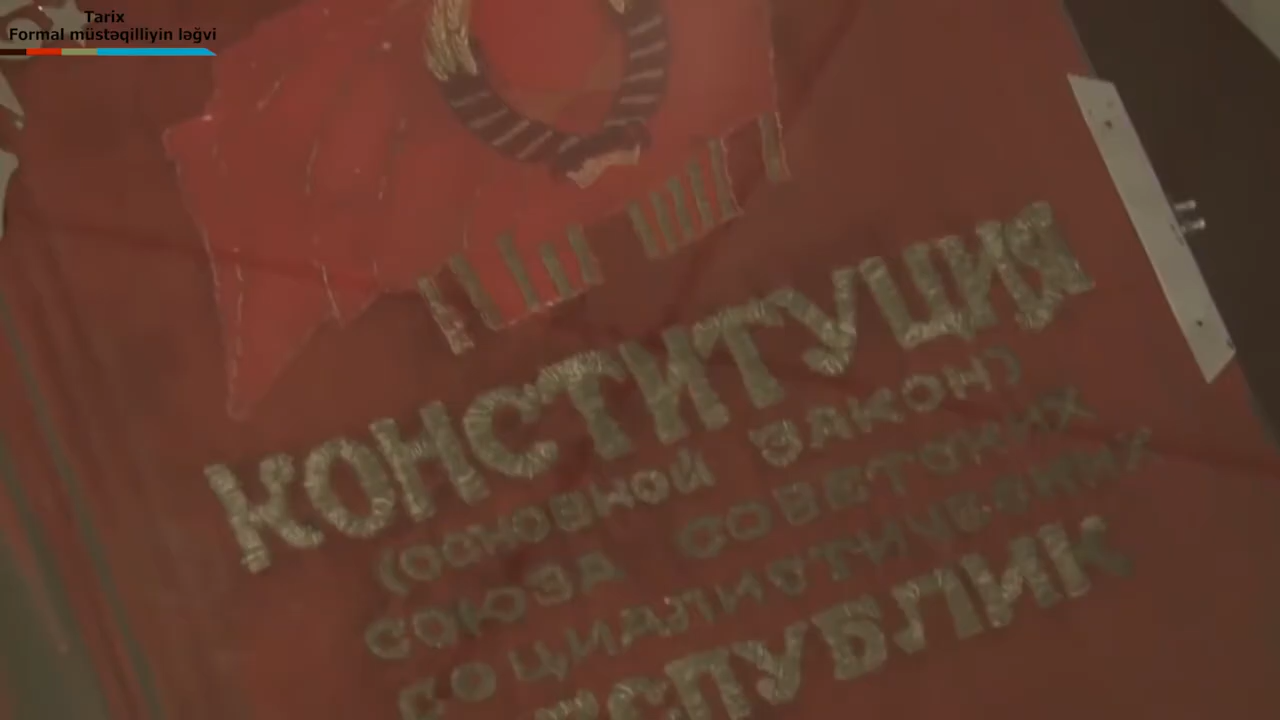 Tarix
Formal müstəqilliyin ləğvi
КОНСТИТУЦИЯ
(ОСНОВНОЙ ЗАКОН)
СОЮЗА СОВЕТСКИХ
СОЦИАЛИСТИЧЕСКИХ
РЕСПУБЛИК